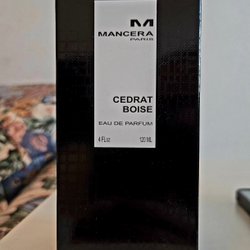 M
MANCERA
PARIS
CEDRAT
BOISE
EAU DE PARFUM
4 FL.oz 120 ML